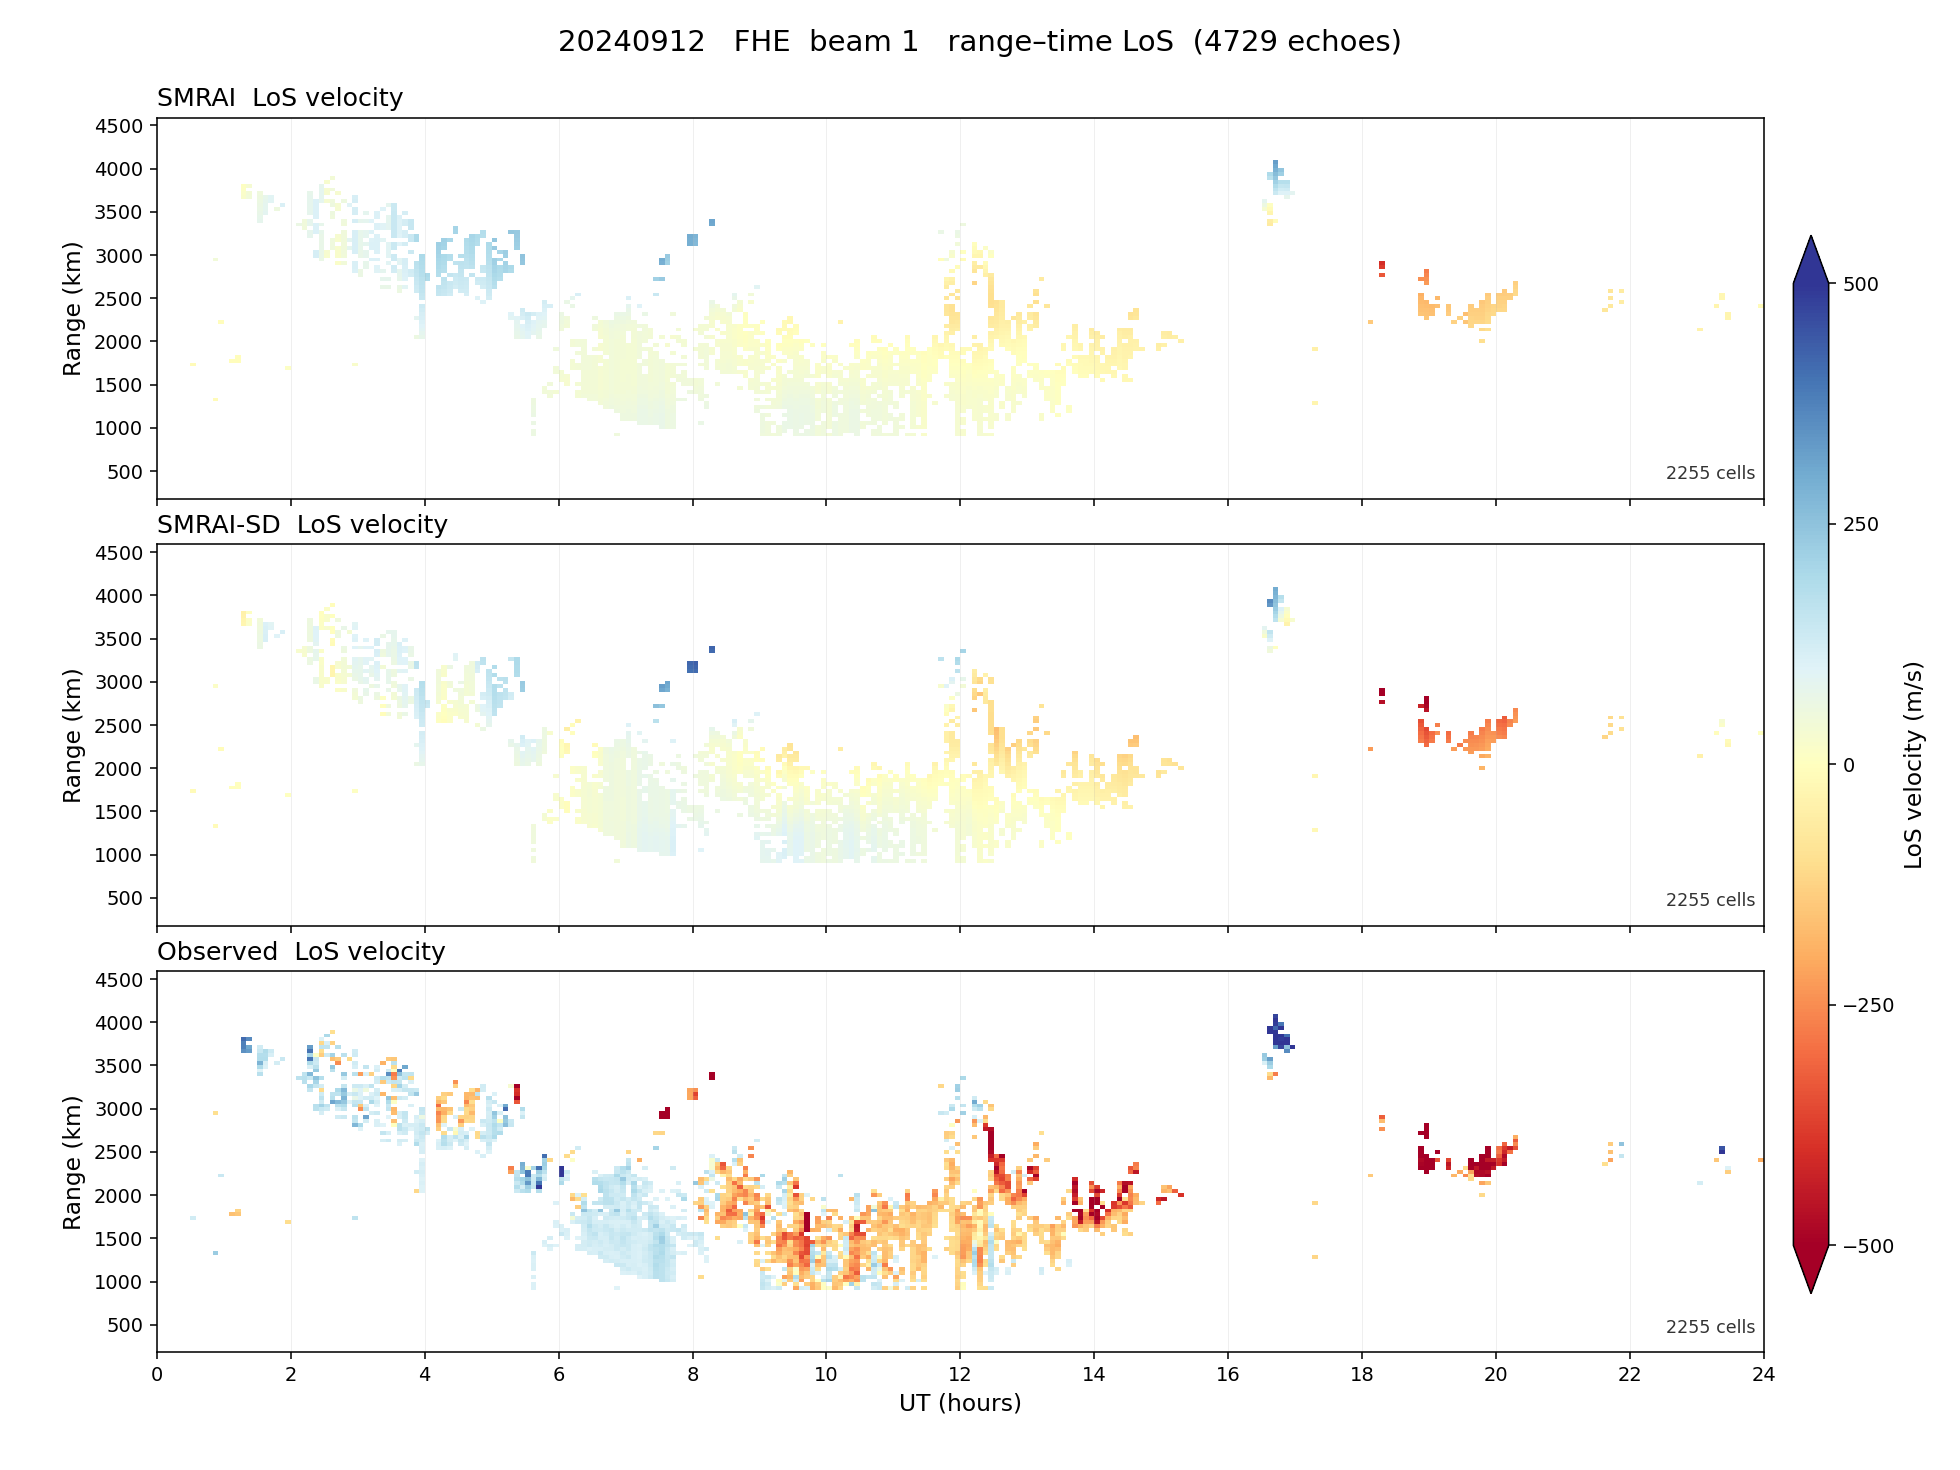 20240912   FHE  beam 1   range–time LoS  (4729 echoes)
SMRAI  LoS velocity
4500
4000
3500
3000
2500
2000
1500
1000
500
Range (km)
2255 cells
SMRAI-SD  LoS velocity
4500
4000
3500
3000
2500
2000
1500
1000
500
Range (km)
2255 cells
Observed  LoS velocity
4500
4000
3500
3000
2500
2000
1500
1000
500
Range (km)
2255 cells
0 2 4 6 8 10 12 14 16 18 20 22 24
UT (hours)
500
250
0
−250
−500
LoS velocity (m/s)